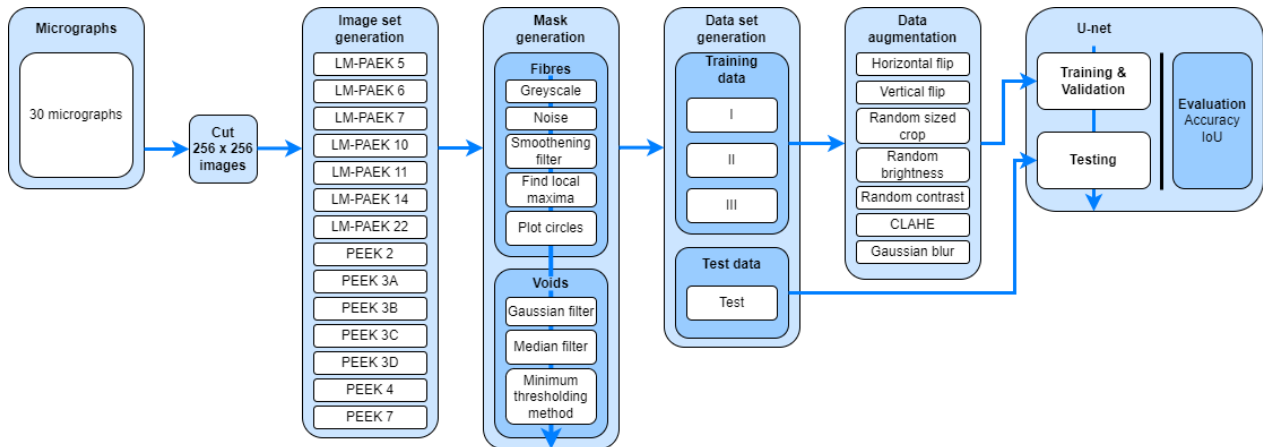 Micrographs
30 micrographs
Cut
256 x 256
images
Image set
generation
LM-PAEK 5
LM-PAEK 6
LM-PAEK 7
LM-PAEK 10
LM-PAEK 11
LM-PAEK 14
LM-PAEK 22
PEEK 2
PEEK 3A
PEEK 3B
PEEK 3C
PEEK 3D
PEEK 4
PEEK 7
Mask
generation
Fibres
Greyscale
Noise
Smoothening
filter
Find local
maxima
Plot circles
Voids
Gaussian filter
Median filter
Minimum
thresholding
method
Data set
generation
Training
data
I
II
III
Test data
Test
Data
augmentation
Horizontal flip
Vertical flip
Random sized
crop
Random
brightness
Random contrast
CLAHE
Gaussian blur
U-net
Training &
Validation
Testing
Evaluation
Accuracy
IoU